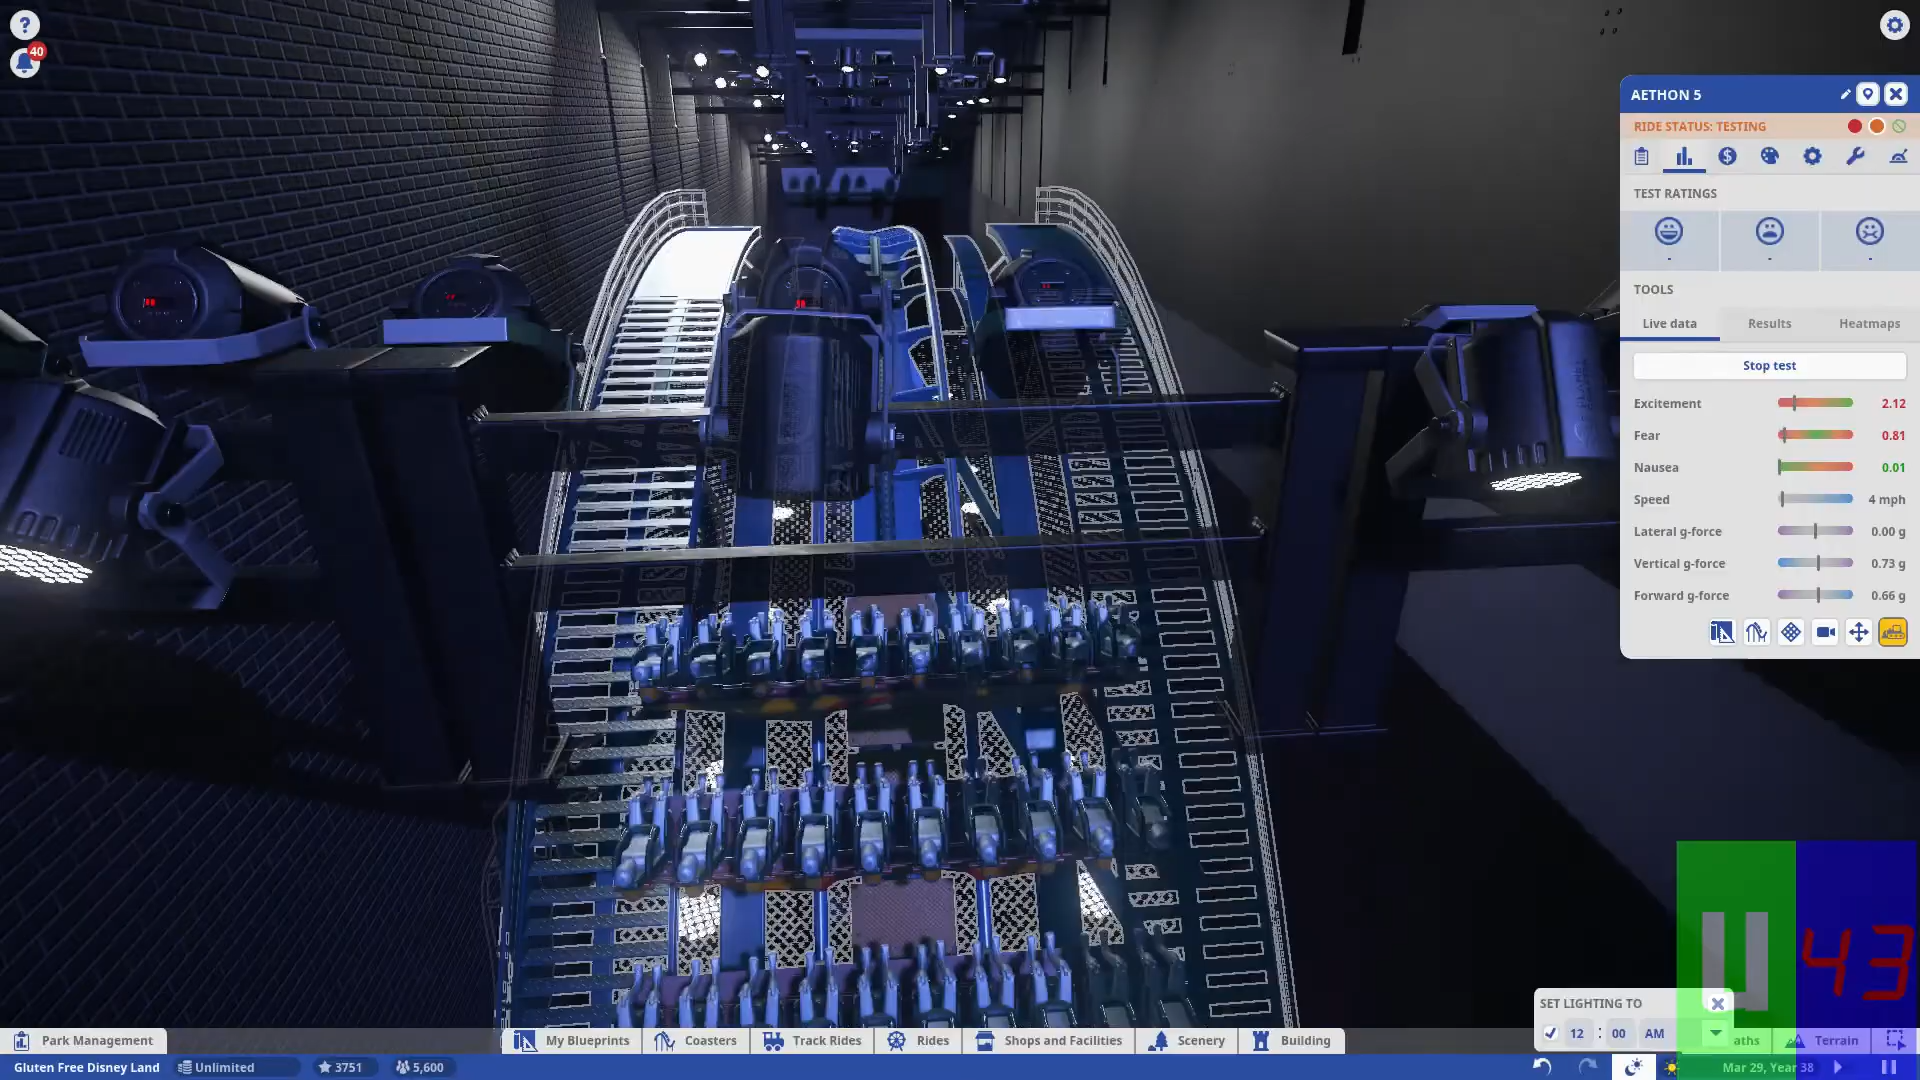 ?
40
AETHON 5
RIDE STATUS: TESTING
TEST RATINGS
- - -
TOOLS
Live data Results Heatmaps
Stop test
Excitement 2.12
Fear 0.81
Nausea 0.01
Speed 4 mph
Lateral g-force 0.00 g
Vertical g-force 0.73 g
Forward g-force 0.66 g
U 43
SET LIGHTING TO
12 : 00 AM
Park Management My Blueprints Coasters Track Rides Rides Shops and Facilities Scenery Building aths Terrain
Gluten Free Disney Land Unlimited 3751 5,600 Mar 29, Year 38